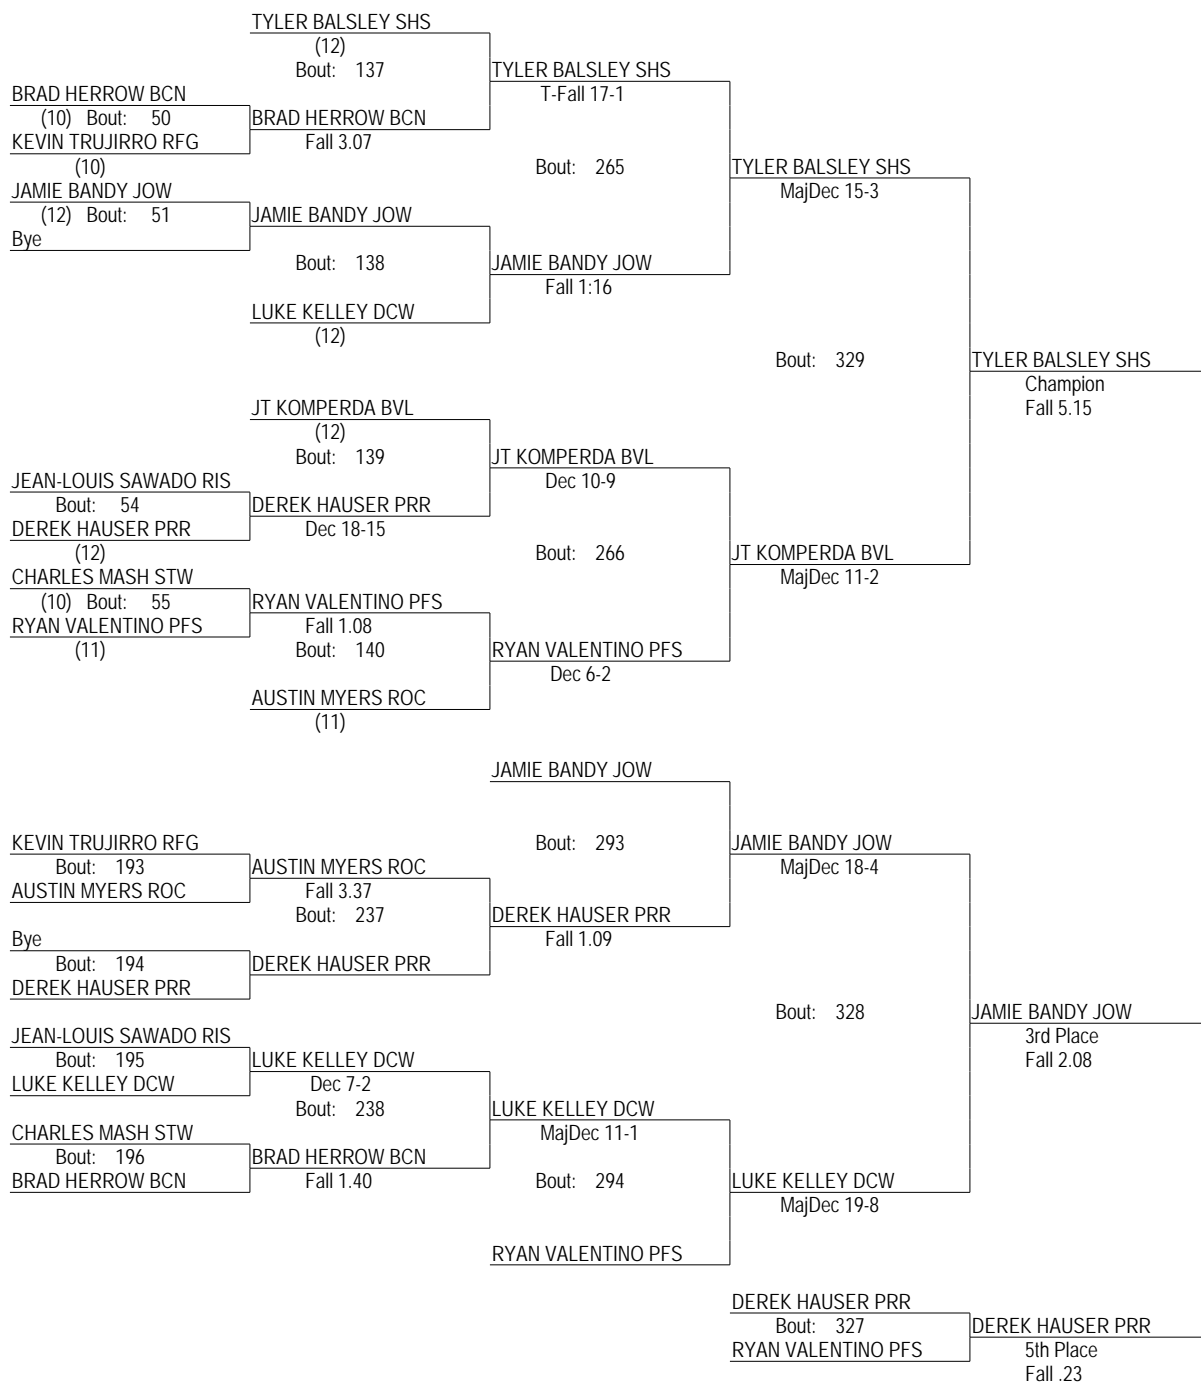 TYLER BALSLEY SHS
(12)
Bout: 137
TYLER BALSLEY SHS
T-Fall 17-1
BRAD HERROW BCN
(10) Bout: 50
BRAD HERROW BCN
Fall 3.07
KEVIN TRUJIRRO RFG
(10)
Bout: 265
TYLER BALSLEY SHS
MajDec 15-3
JAMIE BANDY JOW
(12) Bout: 51
JAMIE BANDY JOW
Bye
Bout: 138
JAMIE BANDY JOW
Fall 1:16
LUKE KELLEY DCW
(12)
Bout: 329
TYLER BALSLEY SHS
Champion
Fall 5.15
JT KOMPERDA BVL
(12)
Bout: 139
JT KOMPERDA BVL
Dec 10-9
JEAN-LOUIS SAWADO RIS
Bout: 54
DEREK HAUSER PRR
Dec 18-15
DEREK HAUSER PRR
(12)
Bout: 266
JT KOMPERDA BVL
MajDec 11-2
CHARLES MASH STW
(10) Bout: 55
RYAN VALENTINO PFS
Fall 1.08
RYAN VALENTINO PFS
(11)
Bout: 140
RYAN VALENTINO PFS
Dec 6-2
AUSTIN MYERS ROC
(11)
JAMIE BANDY JOW
Bout: 293
JAMIE BANDY JOW
MajDec 18-4
KEVIN TRUJIRRO RFG
Bout: 193
AUSTIN MYERS ROC
AUSTIN MYERS ROC
Fall 3.37
Bout: 237
DEREK HAUSER PRR
Fall 1.09
Bye
Bout: 194
DEREK HAUSER PRR
DEREK HAUSER PRR
Bout: 328
JAMIE BANDY JOW
3rd Place
Fall 2.08
JEAN-LOUIS SAWADO RIS
Bout: 195
LUKE KELLEY DCW
LUKE KELLEY DCW
Dec 7-2
Bout: 238
LUKE KELLEY DCW
MajDec 11-1
CHARLES MASH STW
Bout: 196
BRAD HERROW BCN
BRAD HERROW BCN
Fall 1.40
Bout: 294
LUKE KELLEY DCW
MajDec 19-8
RYAN VALENTINO PFS
DEREK HAUSER PRR
Bout: 327
DEREK HAUSER PRR
RYAN VALENTINO PFS
5th Place
Fall .23